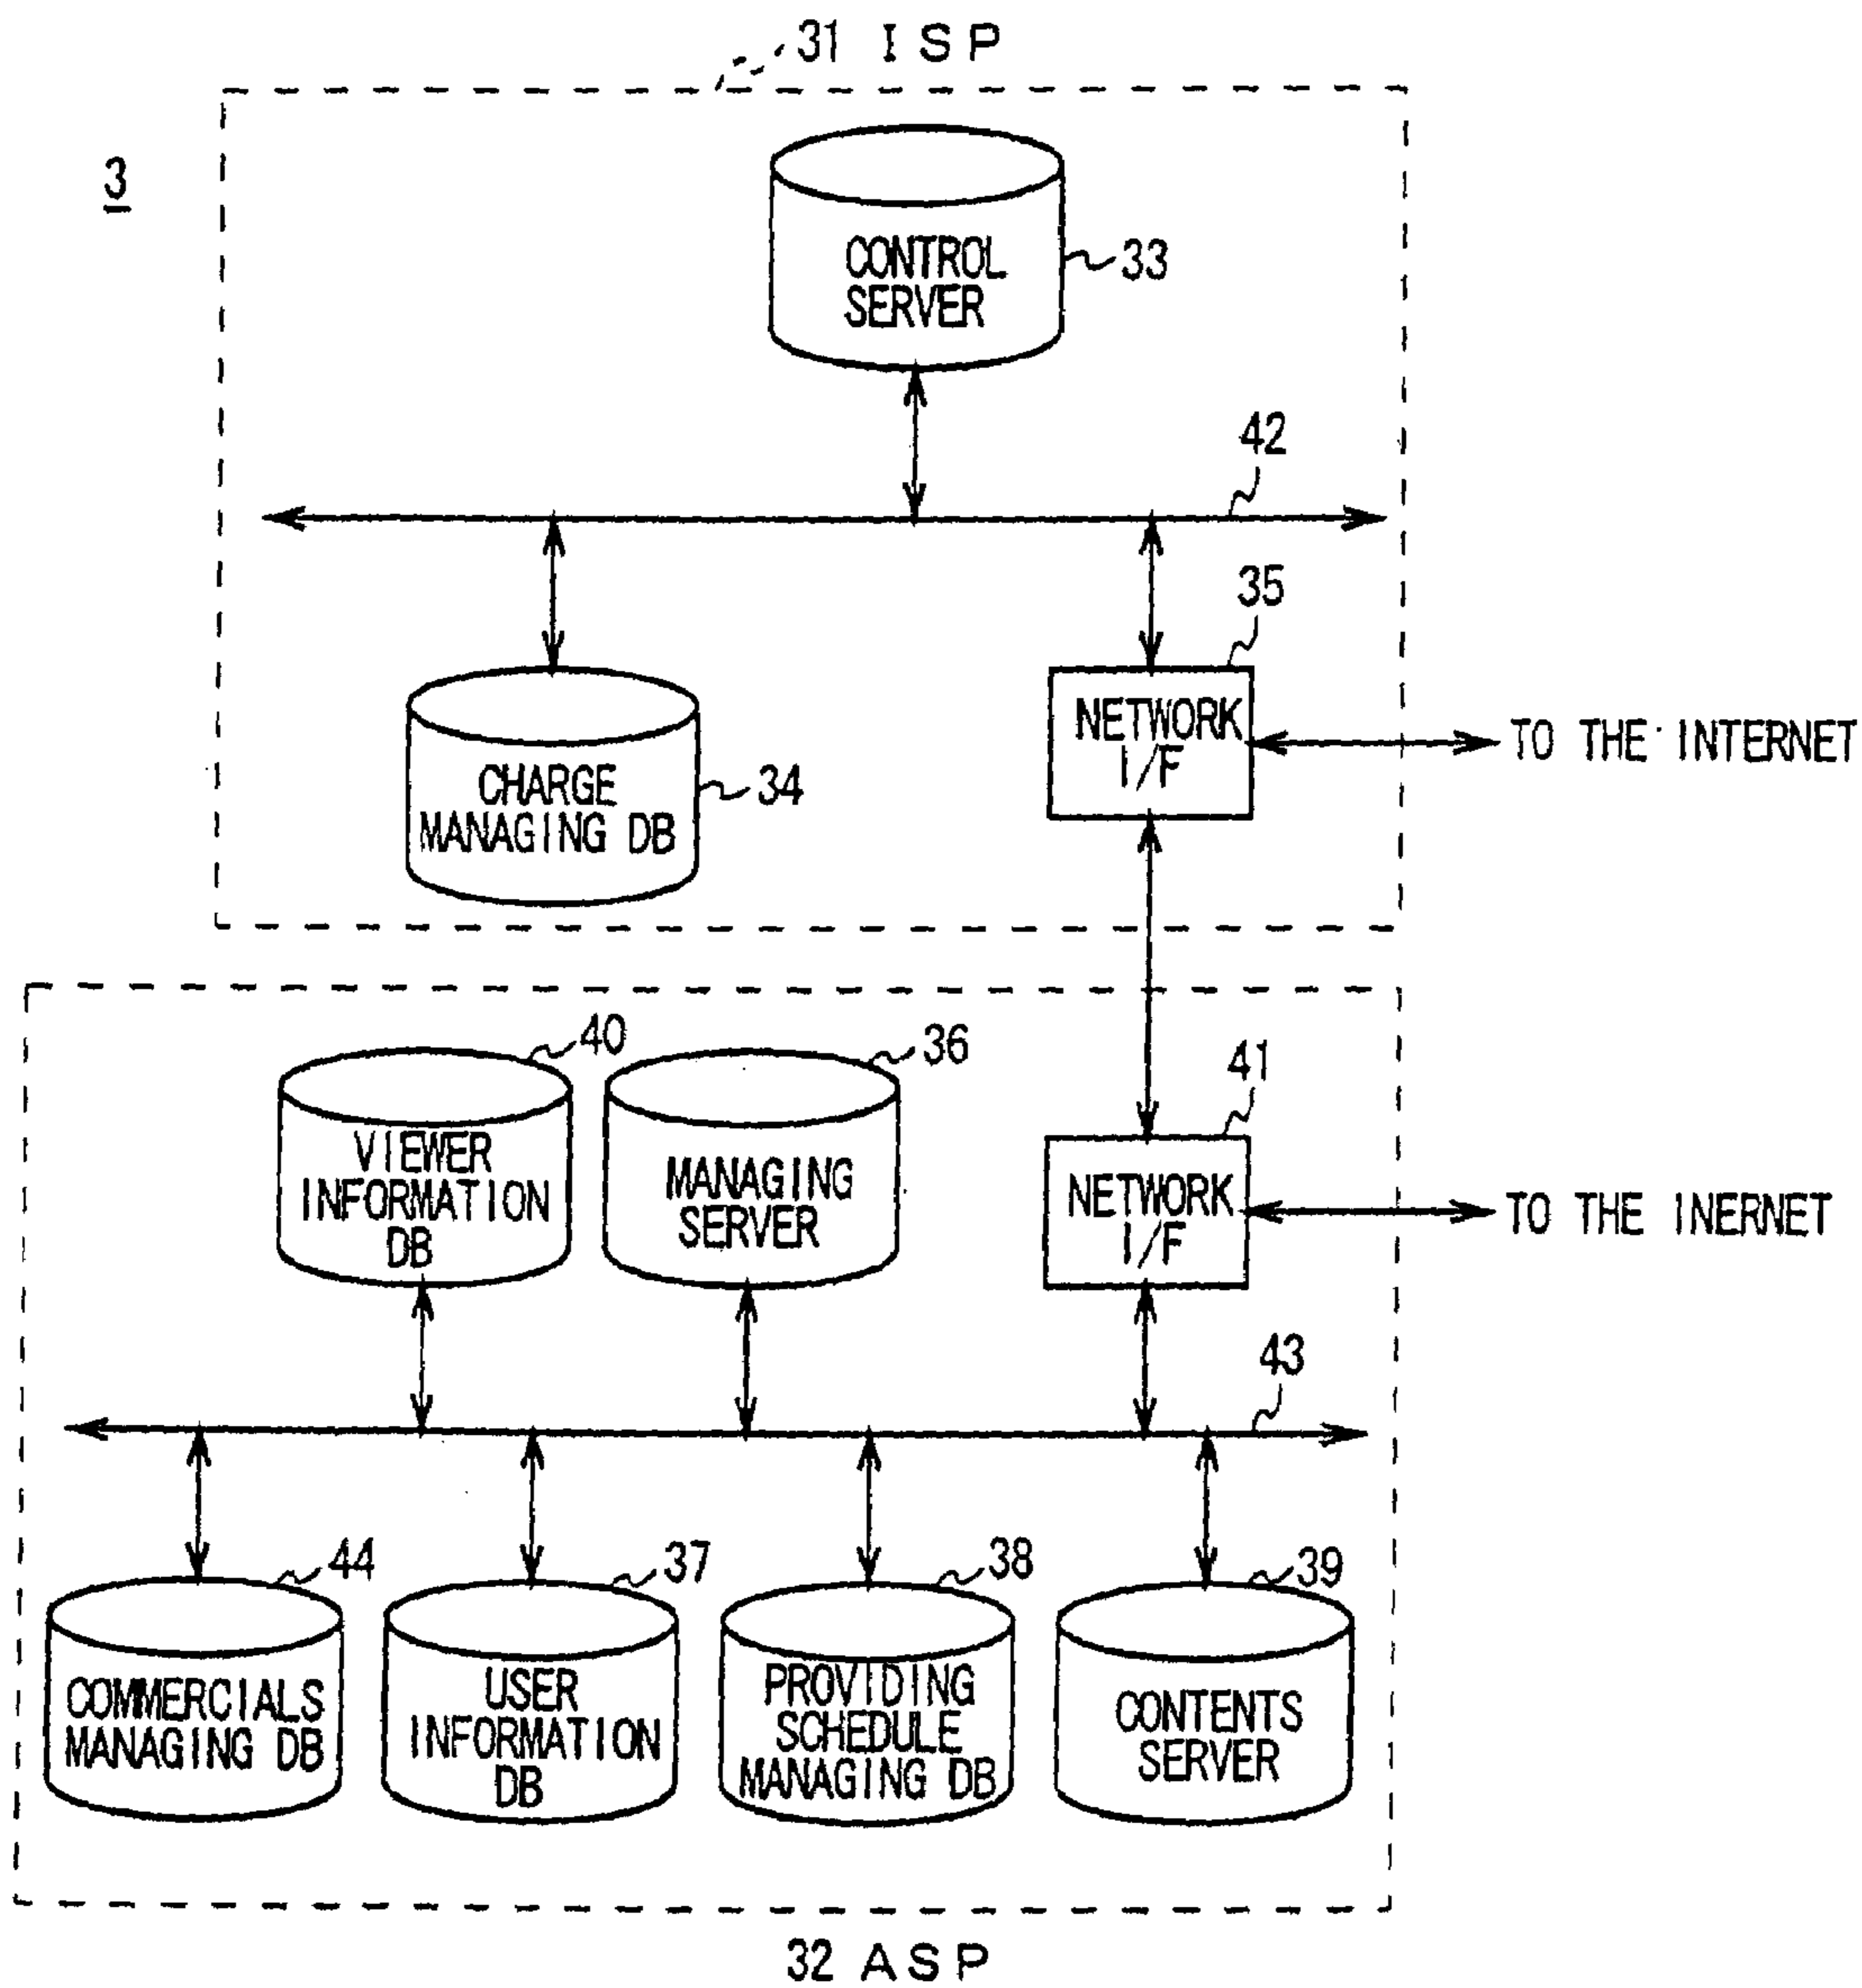 31 ISP
3
CONTROL
SERVER
33
42
35
NETWORK
I/F
TO THE INTERNET
CHARGE
MANAGING DB
34
40
36
41
VIEWER
INFORMATION
DB
MANAGING
SERVER
NETWORK
I/F
TO THE INERNET
43
44
37
38
39
COMMERCIALS
MANAGING DB
USER
INFORMATION
DB
PROVIDING
SCHEDULE
MANAGING DB
CONTENTS
SERVER
32 ASP